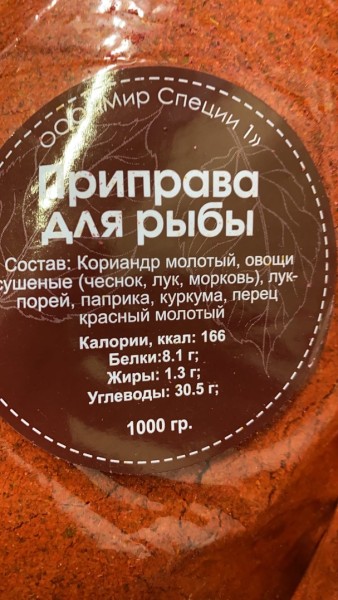 ООО «Мир Специи 1»
Приправа
для рыбы
Состав: Кориандр молотый, овощи
сушеные (чеснок, лук, морковь), лук-
порей, паприка, куркума, перец
красный молотый
Калории, ккал: 166
Белки:8.1 г;
Жиры: 1.3 г;
Углеводы: 30.5 г;
1000 гр.